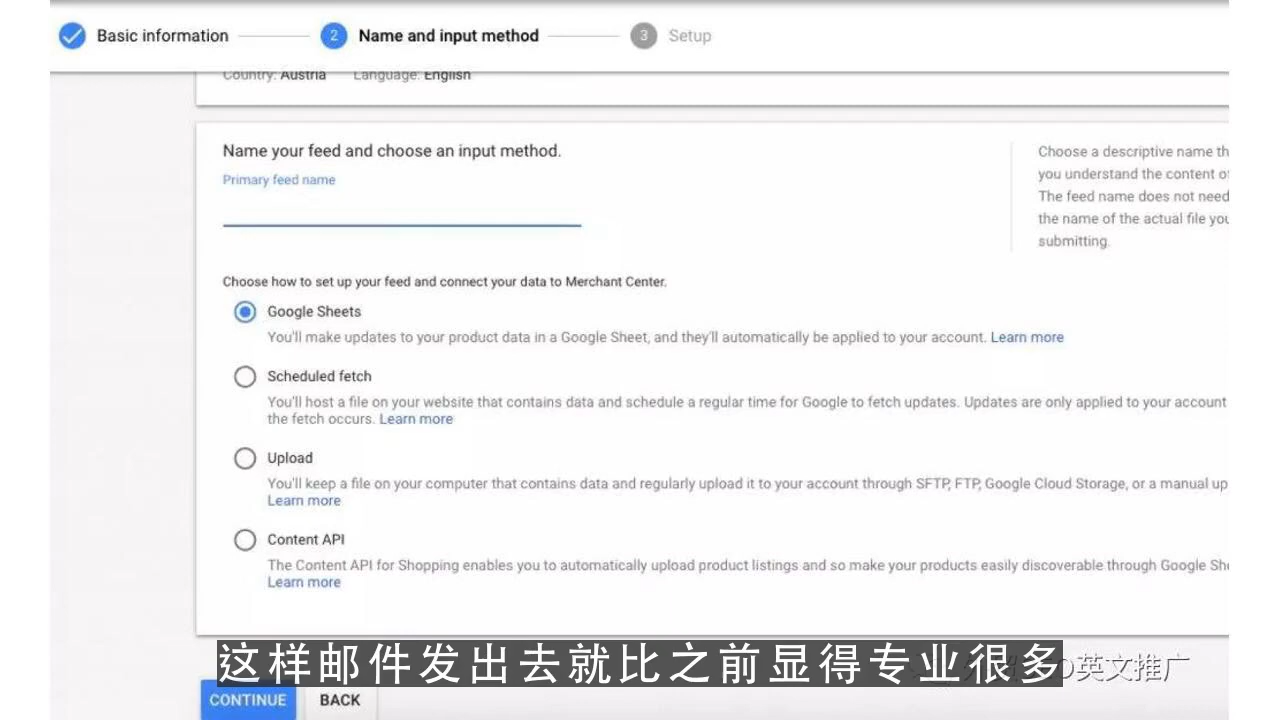 Basic information
2 Name and input method
3 Setup
Country: Austria Language: English
Name your feed and choose an input method.
Primary feed name
Choose a descriptive name th
you understand the content of
The feed name does not need
the name of the actual file you
submitting.
Choose how to set up your feed and connect your data to Merchant Center.
Google Sheets
You'll make updates to your product data in a Google Sheet, and they'll automatically be applied to your account. Learn more
Scheduled fetch
You'll host a file on your website that contains data and schedule a regular time for Google to fetch updates. Updates are only applied to your account
the fetch occurs. Learn more
Upload
You'll keep a file on your computer that contains data and regularly upload it to your account through SFTP, FTP, Google Cloud Storage, or a manual up
Learn more
Content API
The Content API for Shopping enables you to automatically upload product listings and so make your products easily discoverable through Google Sh
Learn more
这样邮件发出去就比之前显得专业很多
O英文推广
CONTINUE BACK